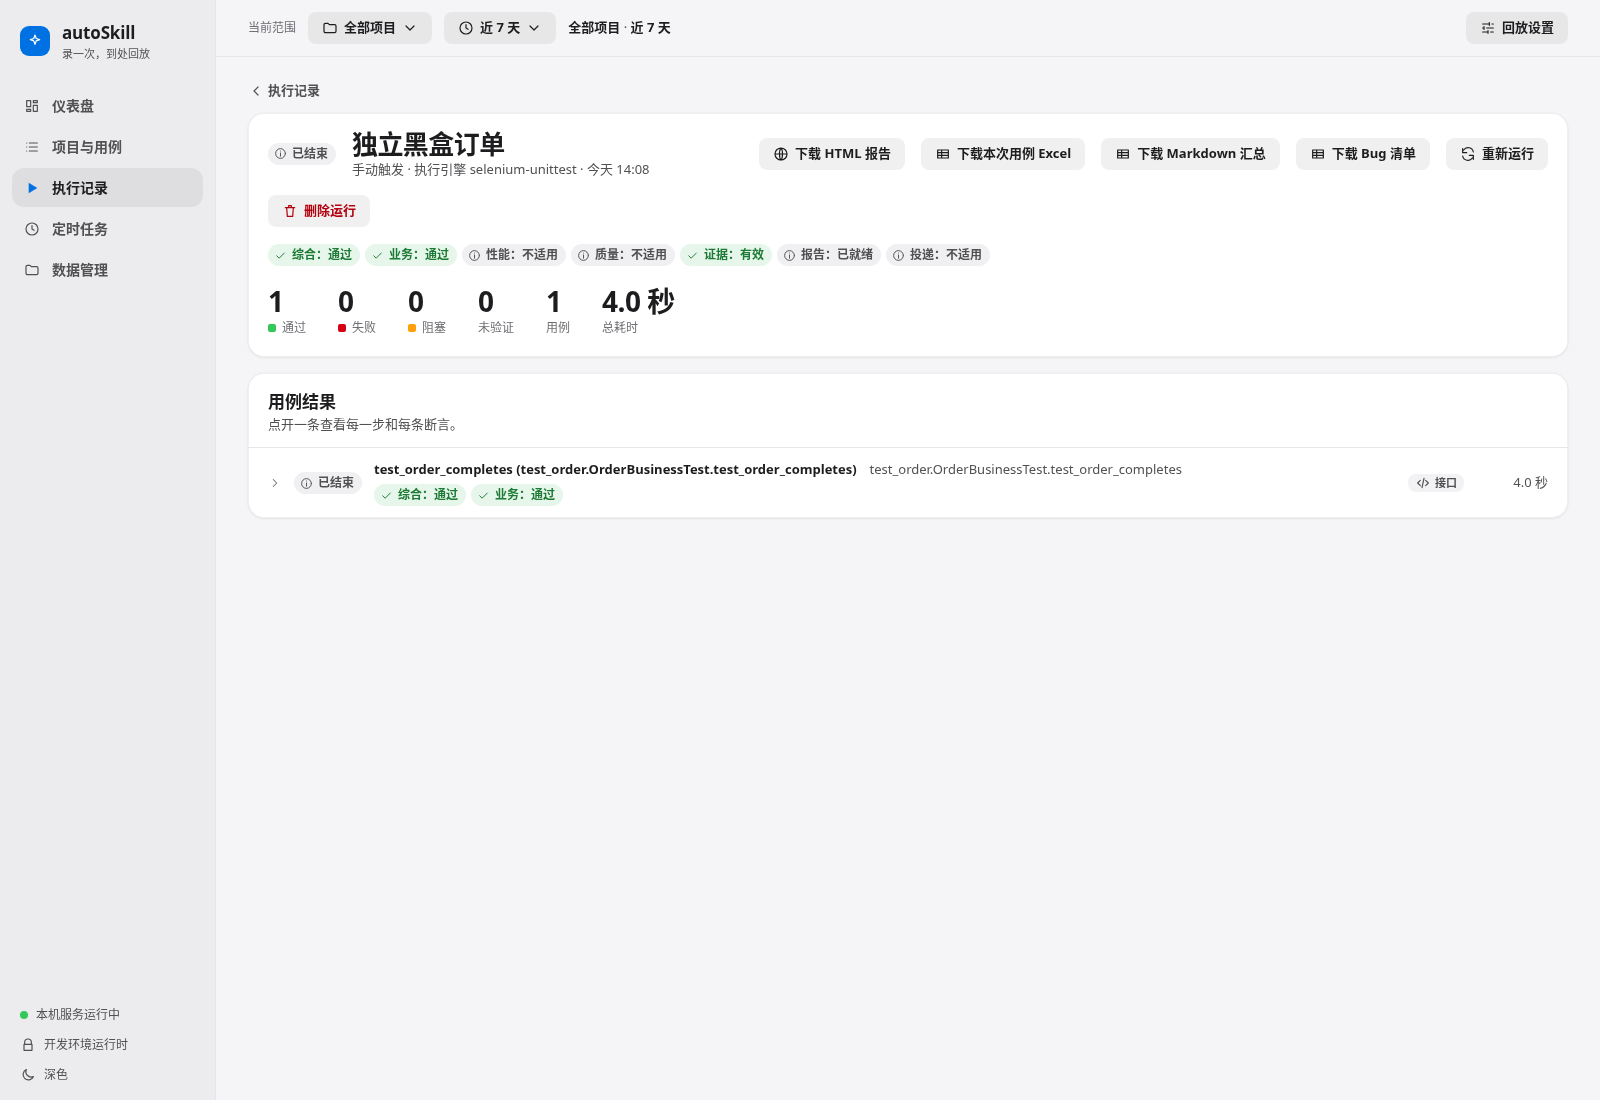 autoSkill
录一次，到处回放
仪表盘
项目与用例
执行记录
定时任务
数据管理
本机服务运行中
开发环境运行时
深色
当前范围 全部项目 近 7 天 全部项目 · 近 7 天 回放设置
执行记录
已结束 独立黑盒订单
手动触发 · 执行引擎 selenium-unittest · 今天 14:08
下载 HTML 报告 下载本次用例 Excel 下载 Markdown 汇总 下载 Bug 清单 重新运行
删除运行
综合：通过 业务：通过 性能：不适用 质量：不适用 证据：有效 报告：已就绪 投递：不适用
1 0 0 0 1 4.0 秒
通过 失败 阻塞 未验证 用例 总耗时
用例结果
点开一条查看每一步和每条断言。
已结束 test_order_completes (test_order.OrderBusinessTest.test_order_completes) test_order.OrderBusinessTest.test_order_completes 接口 4.0 秒
综合：通过 业务：通过